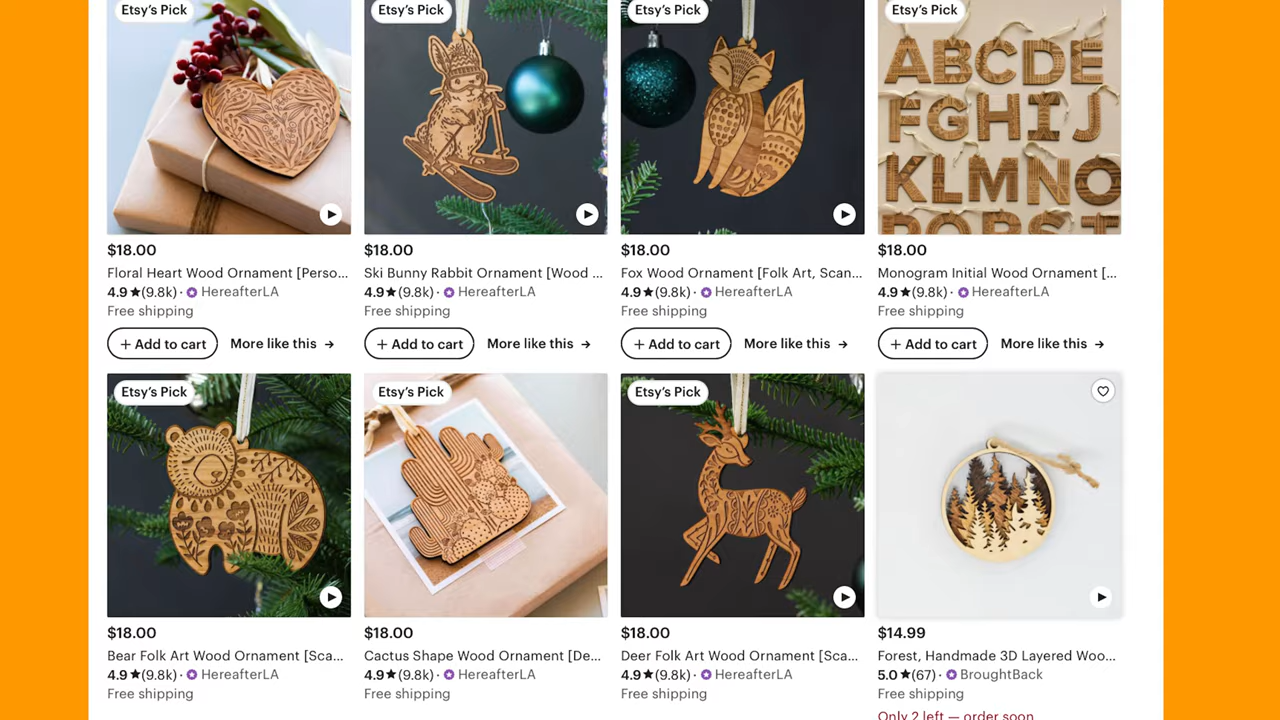 Etsy's Pick
Etsy's Pick
Etsy's Pick
Etsy's Pick
ABCDE
FGHIJ
KLMNO
PQRST
$18.00
Floral Heart Wood Ornament [Perso...
4.9★(9.8k) · HereafterLA
Free shipping
+ Add to cart More like this →
$18.00
Ski Bunny Rabbit Ornament [Wood ...
4.9★(9.8k) · HereafterLA
Free shipping
+ Add to cart More like this →
$18.00
Fox Wood Ornament [Folk Art, Scan...
4.9★(9.8k) · HereafterLA
Free shipping
+ Add to cart More like this →
$18.00
Monogram Initial Wood Ornament [...
4.9★(9.8k) · HereafterLA
Free shipping
+ Add to cart More like this →
Etsy's Pick
$18.00
Bear Folk Art Wood Ornament [Sca...
4.9★(9.8k) · HereafterLA
Free shipping
Etsy's Pick
$18.00
Cactus Shape Wood Ornament [De...
4.9★(9.8k) · HereafterLA
Free shipping
Etsy's Pick
$18.00
Deer Folk Art Wood Ornament [Sca...
4.9★(9.8k) · HereafterLA
Free shipping
$14.99
Forest, Handmade 3D Layered Woo...
5.0★(67) · BroughtBack
Free shipping
Only 2 left — order soon